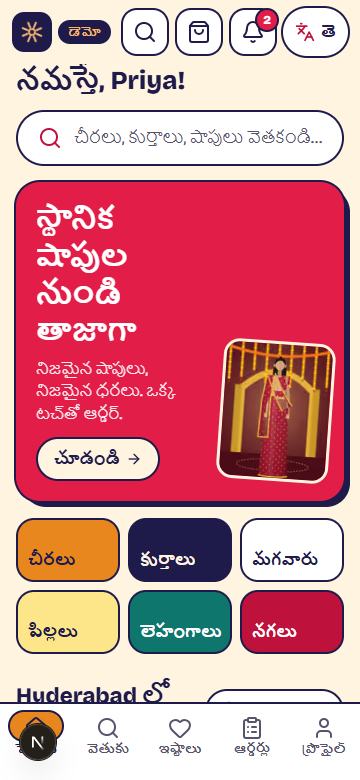 డెమో
2
తె
నమస్తే, Priya!
చీరలు, కుర్తాలు, షాపులు వెతకండి...
స్థానిక
షాపుల
నుండి
తాజాగా
నిజమైన షాపులు,
నిజమైన ధరలు. ఒక్క
టచ్‌తో ఆర్డర్.
చూడండి →
చీరలు
కుర్తాలు
మగవారు
పిల్లలు
లెహంగాలు
నగలు
Hyderabad లో
N
వెతుకు
ఇష్టాలు
ఆర్డర్లు
ప్రొఫైల్